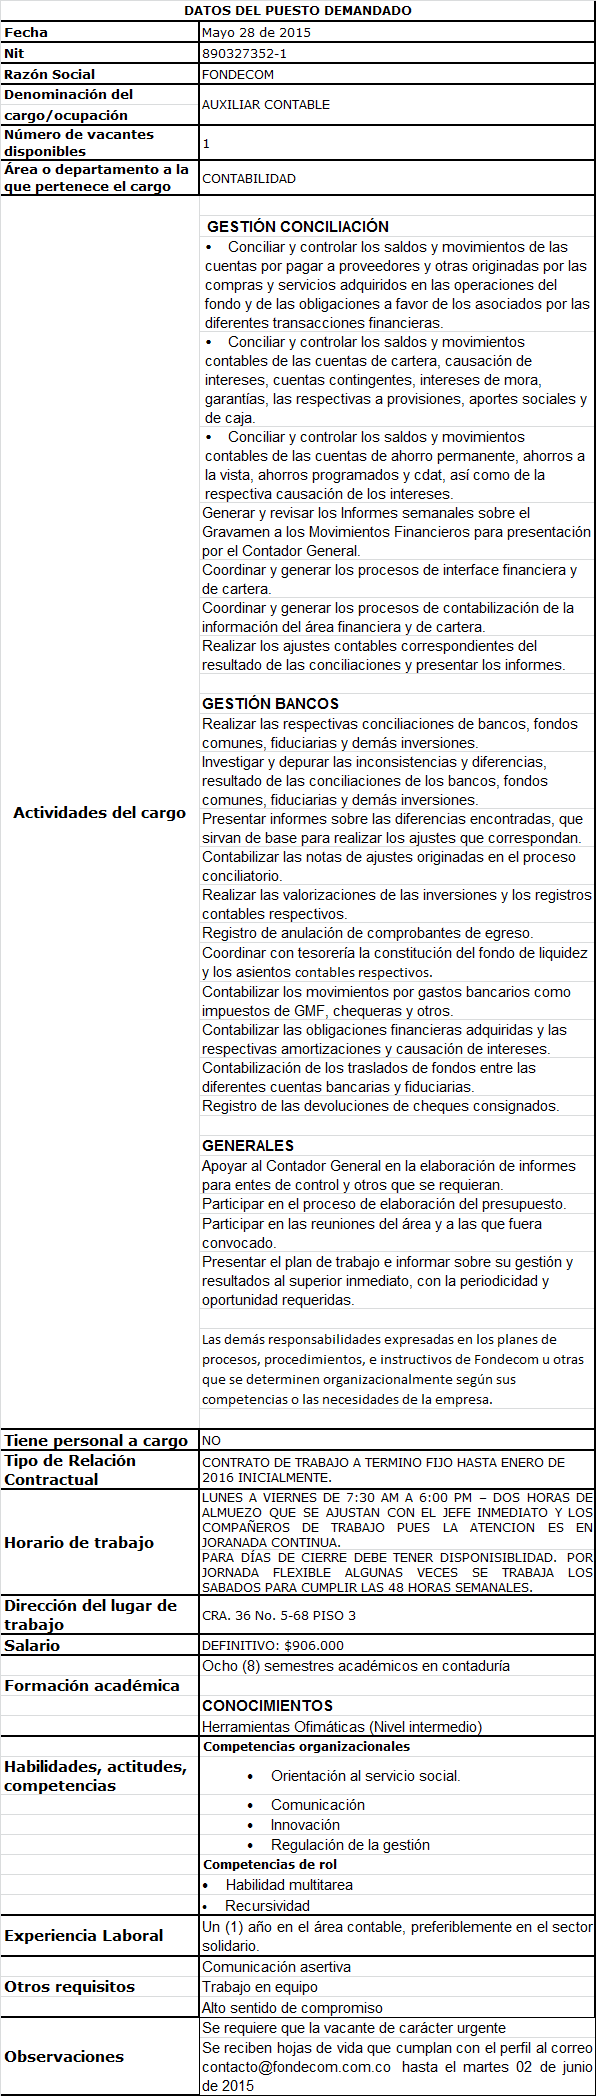 DATOS DEL PUESTO DEMANDADO
Fecha
Mayo 28 de 2015
Nit
890327352-1
Razón Social
FONDECOM
Denominación del
cargo/ocupación
AUXILIAR CONTABLE
Número de vacantes
disponibles
1
Área o departamento a la
que pertenece el cargo
CONTABILIDAD
Actividades del cargo
GESTIÓN CONCILIACIÓN
• Conciliar y controlar los saldos y movimientos de las
cuentas por pagar a proveedores y otras originadas por las
compras y servicios adquiridos en las operaciones del
fondo y de las obligaciones a favor de los asociados por las
diferentes transacciones financieras.
• Conciliar y controlar los saldos y movimientos
contables de las cuentas de cartera, causación de
intereses, cuentas contingentes, intereses de mora,
garantías, las respectivas a provisiones, aportes sociales y
de caja.
• Conciliar y controlar los saldos y movimientos
contables de las cuentas de ahorro permanente, ahorros a
la vista, ahorros programados y cdat, así como de la
respectiva causación de los intereses.
Generar y revisar los Informes semanales sobre el
Gravamen a los Movimientos Financieros para presentación
por el Contador General.
Coordinar y generar los procesos de interface financiera y
de cartera.
Coordinar y generar los procesos de contabilización de la
información del área financiera y de cartera.
Realizar los ajustes contables correspondientes del
resultado de las conciliaciones y presentar los informes.
GESTIÓN BANCOS
Realizar las respectivas conciliaciones de bancos, fondos
comunes, fiduciarias y demás inversiones.
Investigar y depurar las inconsistencias y diferencias,
resultado de las conciliaciones de los bancos, fondos
comunes, fiduciarias y demás inversiones.
Presentar informes sobre las diferencias encontradas, que
sirvan de base para realizar los ajustes que correspondan.
Contabilizar las notas de ajustes originadas en el proceso
conciliatorio.
Realizar las valorizaciones de las inversiones y los registros
contables respectivos.
Registro de anulación de comprobantes de egreso.
Coordinar con tesorería la constitución del fondo de liquidez
y los asientos contables respectivos.
Contabilizar los movimientos por gastos bancarios como
impuestos de GMF, chequeras y otros.
Contabilizar las obligaciones financieras adquiridas y las
respectivas amortizaciones y causación de intereses.
Contabilización de los traslados de fondos entre las
diferentes cuentas bancarias y fiduciarias.
Registro de las devoluciones de cheques consignados.
GENERALES
Apoyar al Contador General en la elaboración de informes
para entes de control y otros que se requieran.
Participar en el proceso de elaboración del presupuesto.
Participar en las reuniones del área y a las que fuera
convocado.
Presentar el plan de trabajo e informar sobre su gestión y
resultados al superior inmediato, con la periodicidad y
oportunidad requeridas.
Las demás responsabilidades expresadas en los planes de
procesos, procedimientos, e instructivos de Fondecom u otras
que se determinen organizacionalmente según sus
competencias o las necesidades de la empresa.
Tiene personal a cargo
NO
Tipo de Relación
Contractual
CONTRATO DE TRABAJO A TERMINO FIJO HASTA ENERO DE
2016 INICIALMENTE.
Horario de trabajo
LUNES A VIERNES DE 7:30 AM A 6:00 PM – DOS HORAS DE
ALMUEZO QUE SE AJUSTAN CON EL JEFE INMEDIATO Y LOS
COMPAÑEROS DE TRABAJO PUES LA ATENCION ES EN
JORANADA CONTINUA.
PARA DÍAS DE CIERRE DEBE TENER DISPONISIBLIDAD. POR
JORNADA FLEXIBLE ALGUNAS VECES SE TRABAJA LOS
SABADOS PARA CUMPLIR LAS 48 HORAS SEMANALES.
Dirección del lugar de
trabajo
CRA. 36 No. 5-68 PISO 3
Salario
DEFINITIVO: $906.000
Formación académica
Ocho (8) semestres académicos en contaduría
CONOCIMIENTOS
Herramientas Ofimáticas (Nivel intermedio)
Habilidades, actitudes,
competencias
Competencias organizacionales
• Orientación al servicio social.
• Comunicación
• Innovación
• Regulación de la gestión
Competencias de rol
• Habilidad multitarea
• Recursividad
Experiencia Laboral
Un (1) año en el área contable, preferiblemente en el sector
solidario.
Otros requisitos
Comunicación asertiva
Trabajo en equipo
Alto sentido de compromiso
Observaciones
Se requiere que la vacante de carácter urgente
Se reciben hojas de vida que cumplan con el perfil al correo
contacto@fondecom.com.co hasta el martes 02 de junio
de 2015